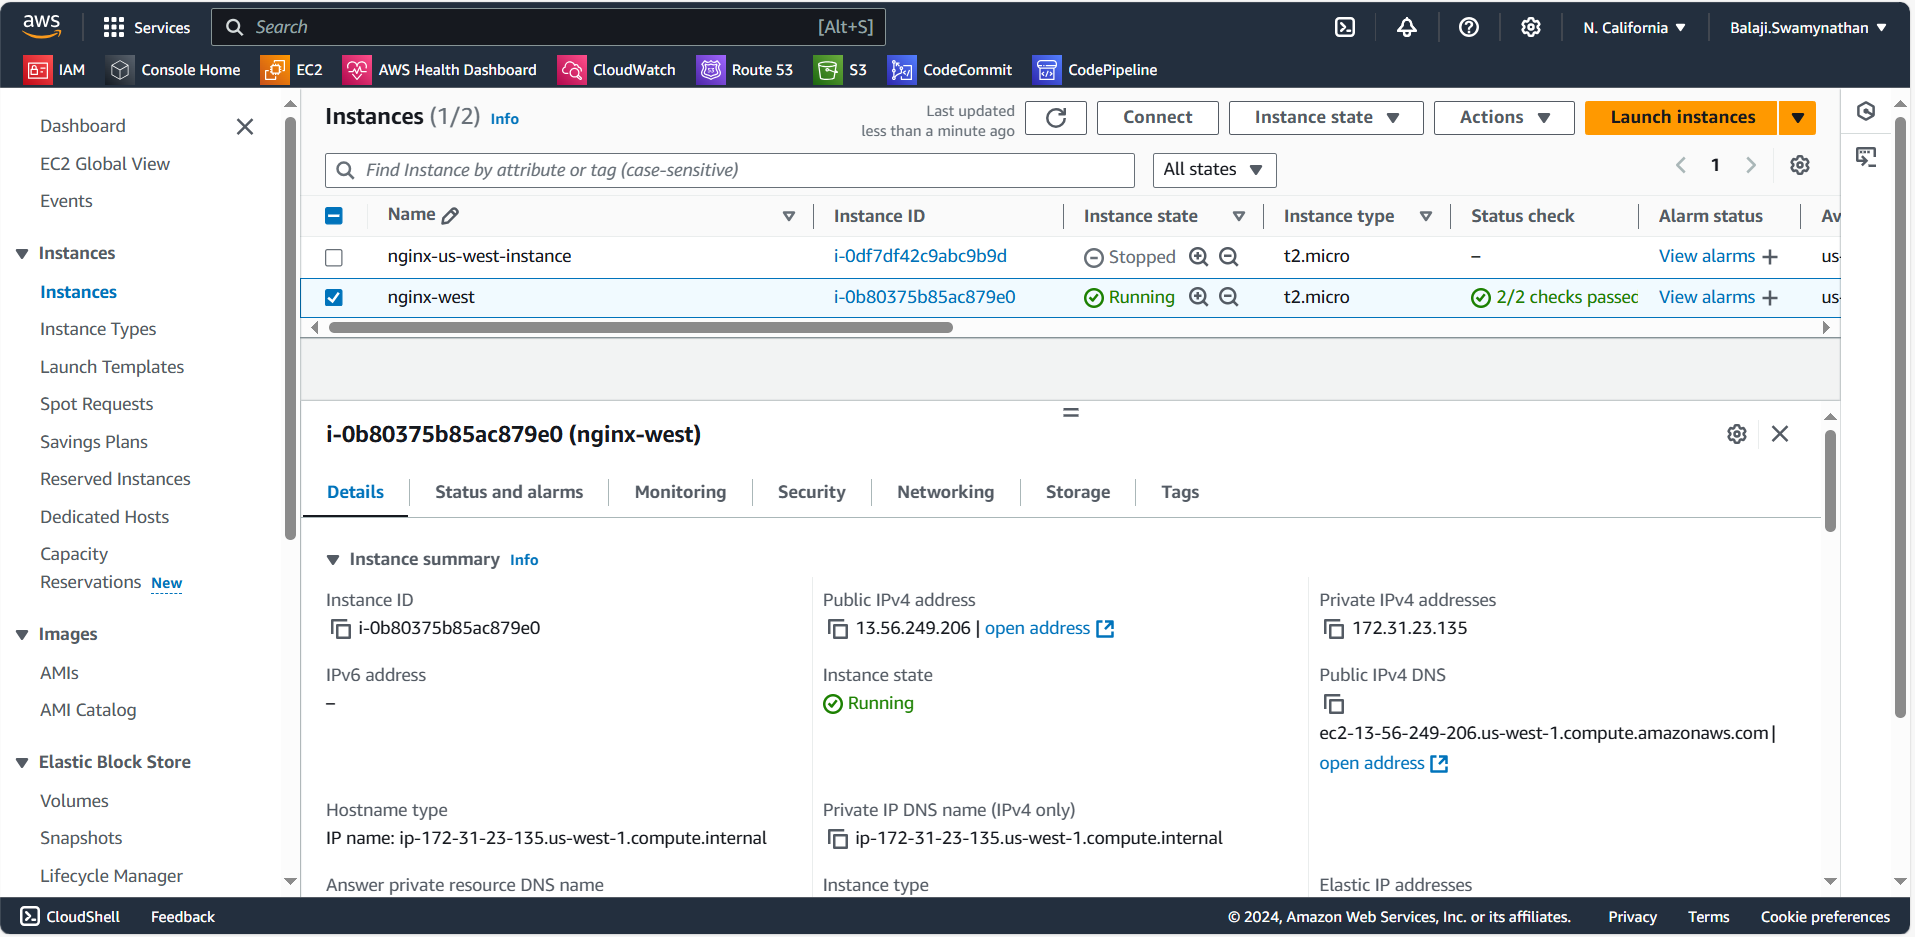 aws
Services
Search
[Alt+S]
N. California
Balaji.Swamynathan
IAM
Console Home
EC2
AWS Health Dashboard
CloudWatch
Route 53
S3
CodeCommit
CodePipeline
Dashboard
EC2 Global View
Events
Instances
Instances
Instance Types
Launch Templates
Spot Requests
Savings Plans
Reserved Instances
Dedicated Hosts
Capacity
Reservations New
Images
AMIs
AMI Catalog
Elastic Block Store
Volumes
Snapshots
Lifecycle Manager
Instances (1/2) Info
Last updated
less than a minute ago
Connect
Instance state
Actions
Launch instances
Find Instance by attribute or tag (case-sensitive)
All states
1
Name Instance ID Instance state Instance type Status check Alarm status Av
nginx-us-west-instance i-0df7df42c9abc9b9d Stopped t2.micro – View alarms + us-
nginx-west i-0b80375b85ac879e0 Running t2.micro 2/2 checks passed View alarms + us-
i-0b80375b85ac879e0 (nginx-west)
Details Status and alarms Monitoring Security Networking Storage Tags
Instance summary Info
Instance ID
i-0b80375b85ac879e0
Public IPv4 address
13.56.249.206 | open address
Private IPv4 addresses
172.31.23.135
IPv6 address
–
Instance state
Running
Public IPv4 DNS
ec2-13-56-249-206.us-west-1.compute.amazonaws.com |
open address
Hostname type
IP name: ip-172-31-23-135.us-west-1.compute.internal
Private IP DNS name (IPv4 only)
ip-172-31-23-135.us-west-1.compute.internal
Answer private resource DNS name
Instance type
Elastic IP addresses
CloudShell
Feedback
© 2024, Amazon Web Services, Inc. or its affiliates.
Privacy
Terms
Cookie preferences